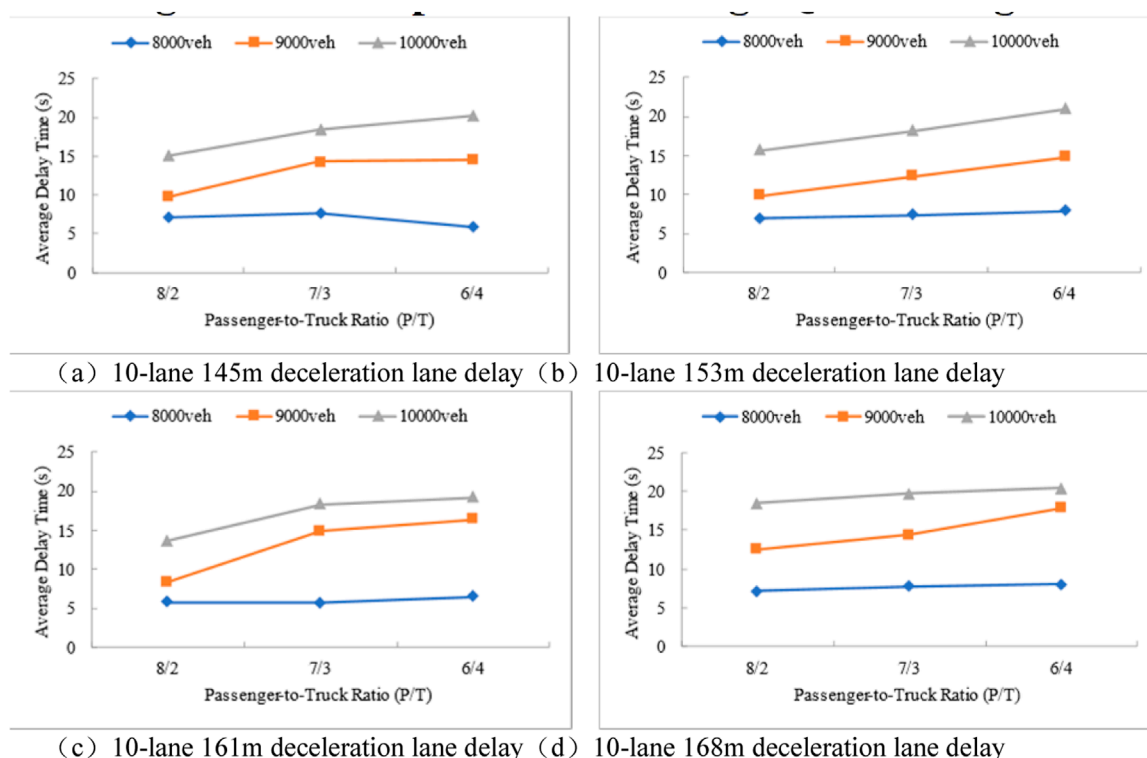 8000veh 9000veh 10000veh
25
20
15
10
5
0
Average Delay Time (s)
8/2 7/3 6/4
Passenger-to-Truck Ratio (P/T)
8000veh 9000veh 10000veh
25
20
15
10
5
0
Average Delay Time (s)
8/2 7/3 6/4
Passenger-to-Truck Ratio (P/T)
（a）10-lane 145m deceleration lane delay（b）10-lane 153m deceleration lane delay
8000veh 9000veh 10000veh
25
20
15
10
5
0
Average Delay Time (s)
8/2 7/3 6/4
Passenger-to-Truck Ratio (P/T)
8000veh 9000veh 10000veh
25
20
15
10
5
0
Average Delay Time (s)
8/2 7/3 6/4
Passenger-to-Truck Ratio (P/T)
（c）10-lane 161m deceleration lane delay（d）10-lane 168m deceleration lane delay